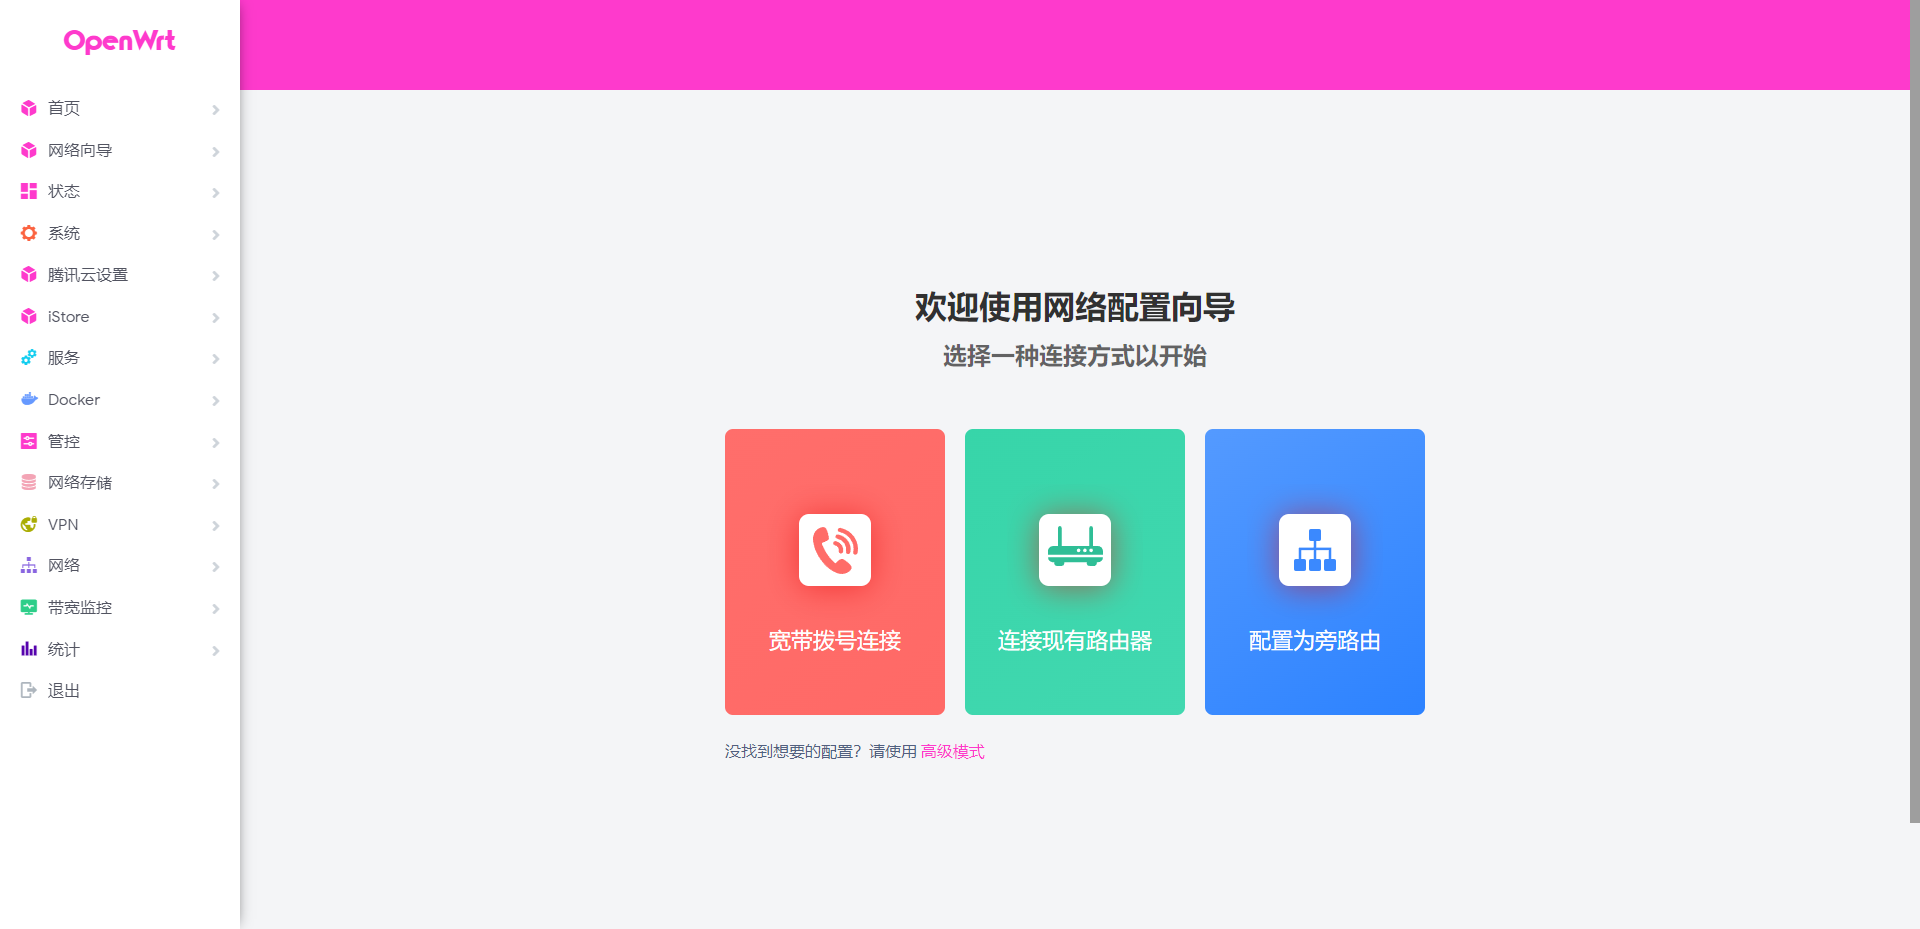 OpenWrt
首页
网络向导
状态
系统
腾讯云设置
iStore
服务
Docker
管控
网络存储
VPN
网络
带宽监控
统计
退出
欢迎使用网络配置向导
选择一种连接方式以开始
宽带拨号连接
连接现有路由器
配置为旁路由
没找到想要的配置？请使用 高级模式